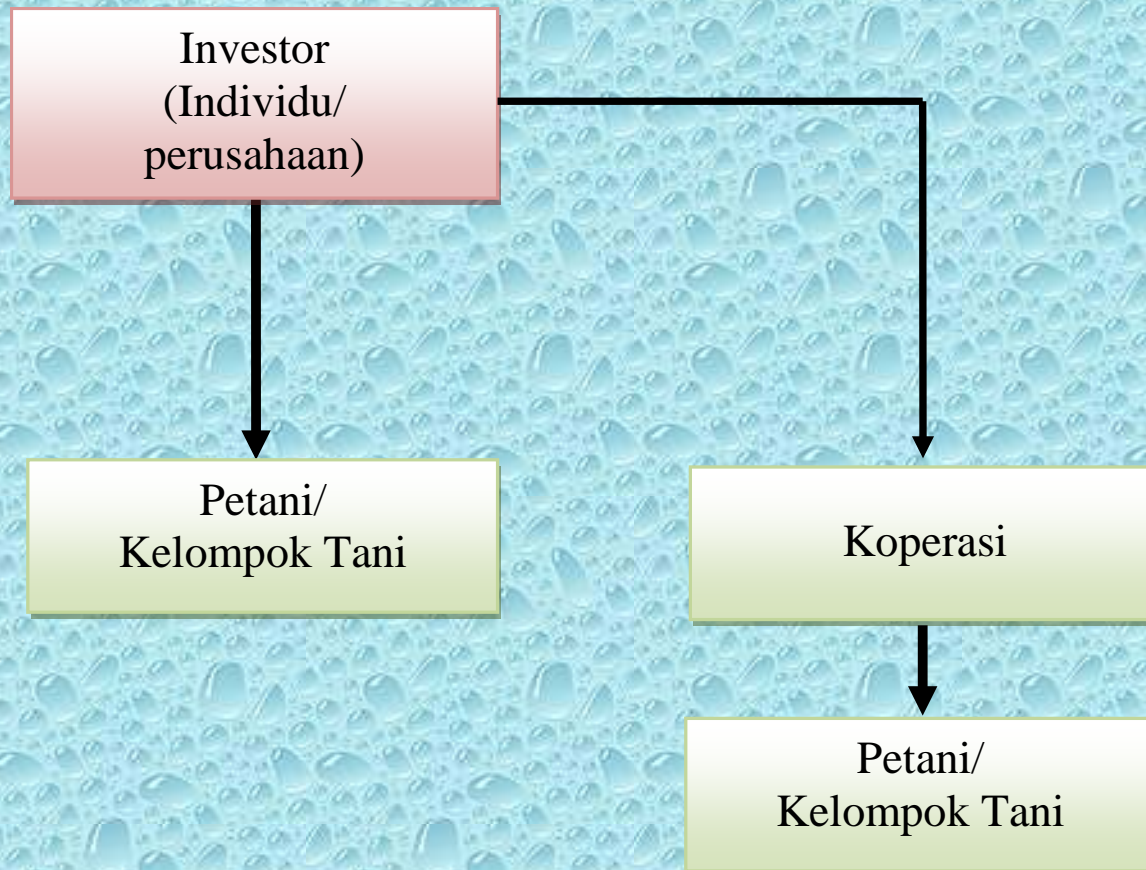 Investor
(Individu/
perusahaan)
Petani/
Kelompok Tani
Koperasi
Petani/
Kelompok Tani